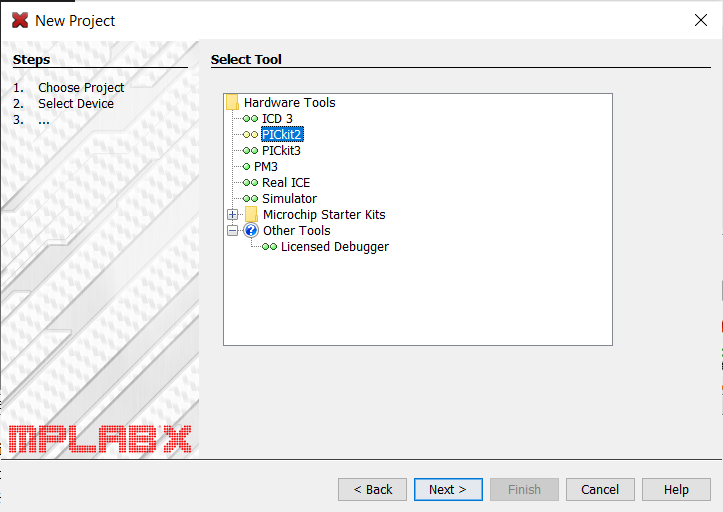 New Project
Steps
1. Choose Project
2. Select Device
3. ...
Select Tool
Hardware Tools
ICD 3
PICkit2
PICkit3
PM3
Real ICE
Simulator
Microchip Starter Kits
Other Tools
Licensed Debugger
MPLAB X
< Back Next > Finish Cancel Help